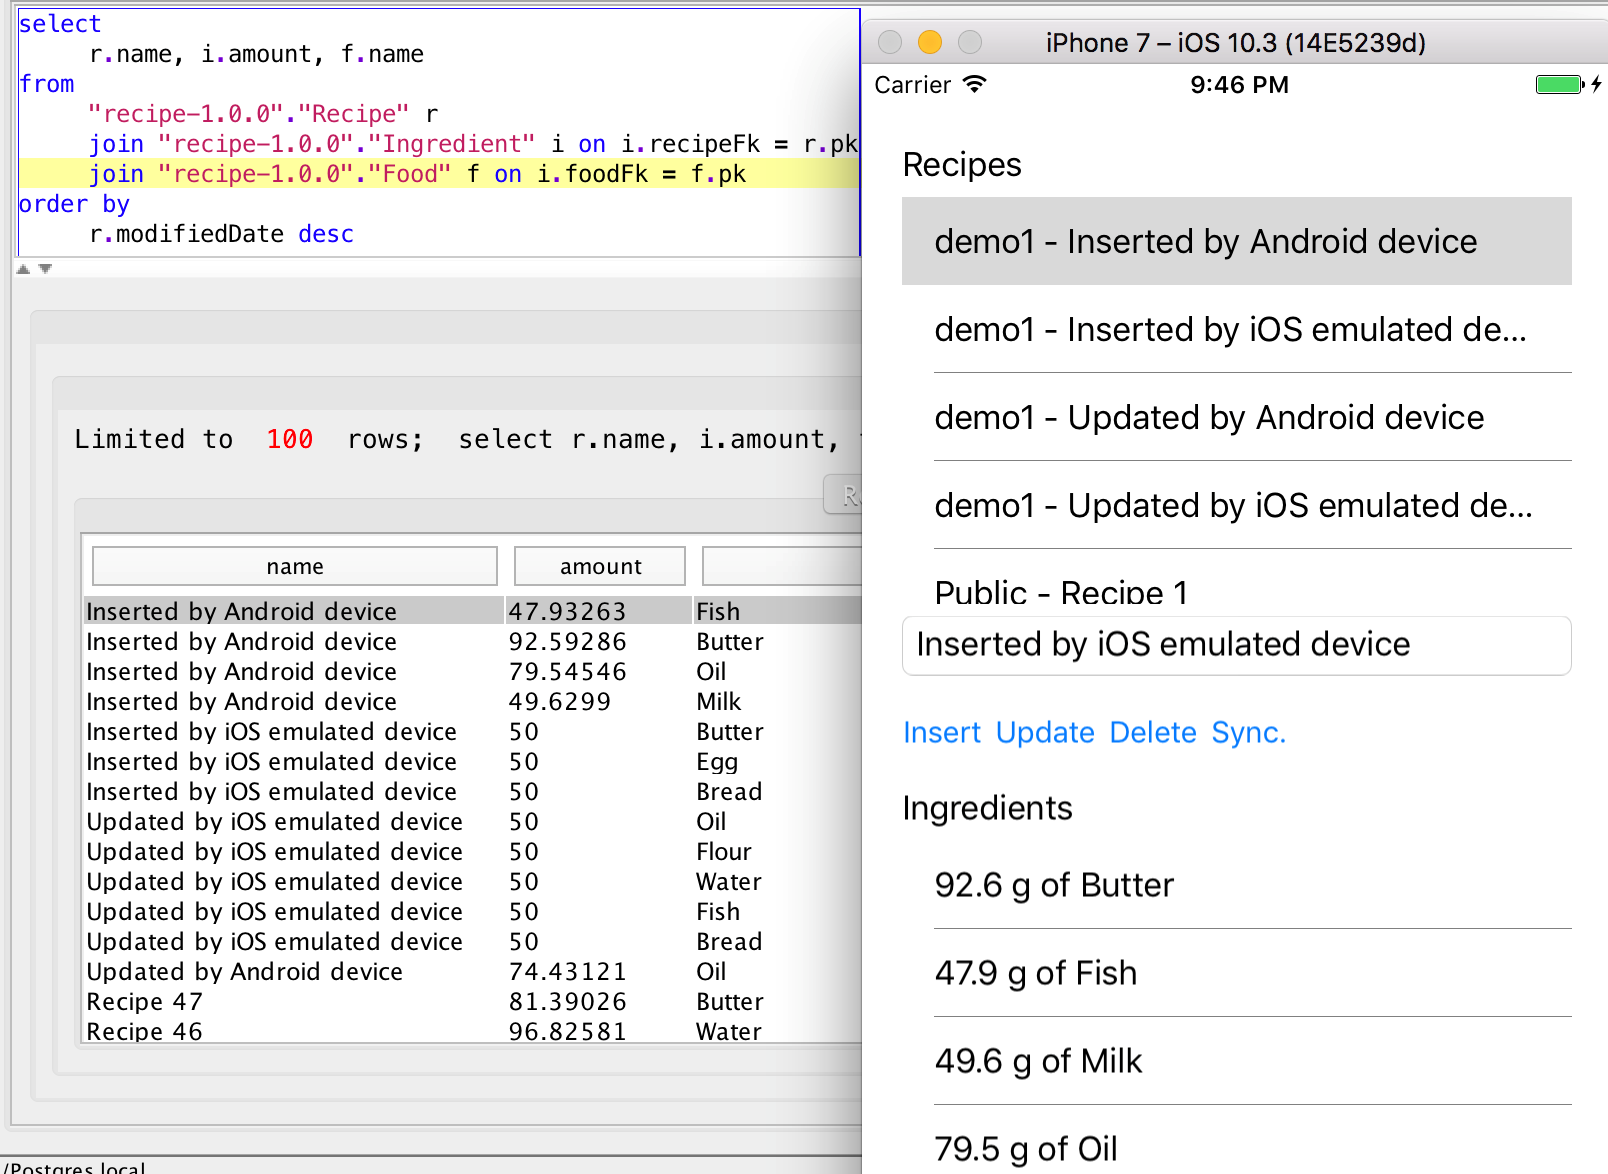 select
r.name, i.amount, f.name
from
"recipe-1.0.0"."Recipe" r
join "recipe-1.0.0"."Ingredient" i on i.recipeFk = r.pk
join "recipe-1.0.0"."Food" f on i.foodFk = f.pk
order by
r.modifiedDate desc
Limited to 100 rows; select r.name, i.amount,
name amount
Inserted by Android device 47.93263 Fish
Inserted by Android device 92.59286 Butter
Inserted by Android device 79.54546 Oil
Inserted by Android device 49.6299 Milk
Inserted by iOS emulated device 50 Butter
Inserted by iOS emulated device 50 Egg
Inserted by iOS emulated device 50 Bread
Updated by iOS emulated device 50 Oil
Updated by iOS emulated device 50 Flour
Updated by iOS emulated device 50 Water
Updated by iOS emulated device 50 Fish
Updated by iOS emulated device 50 Bread
Updated by Android device 74.43121 Oil
Recipe 47 81.39026 Butter
Recipe 46 96.82581 Water
/Postgres local
iPhone 7 – iOS 10.3 (14E5239d)
Carrier 9:46 PM
Recipes
demo1 - Inserted by Android device
demo1 - Inserted by iOS emulated de...
demo1 - Updated by Android device
demo1 - Updated by iOS emulated de...
Public - Recipe 1
Inserted by iOS emulated device
Insert Update Delete Sync.
Ingredients
92.6 g of Butter
47.9 g of Fish
49.6 g of Milk
79.5 g of Oil